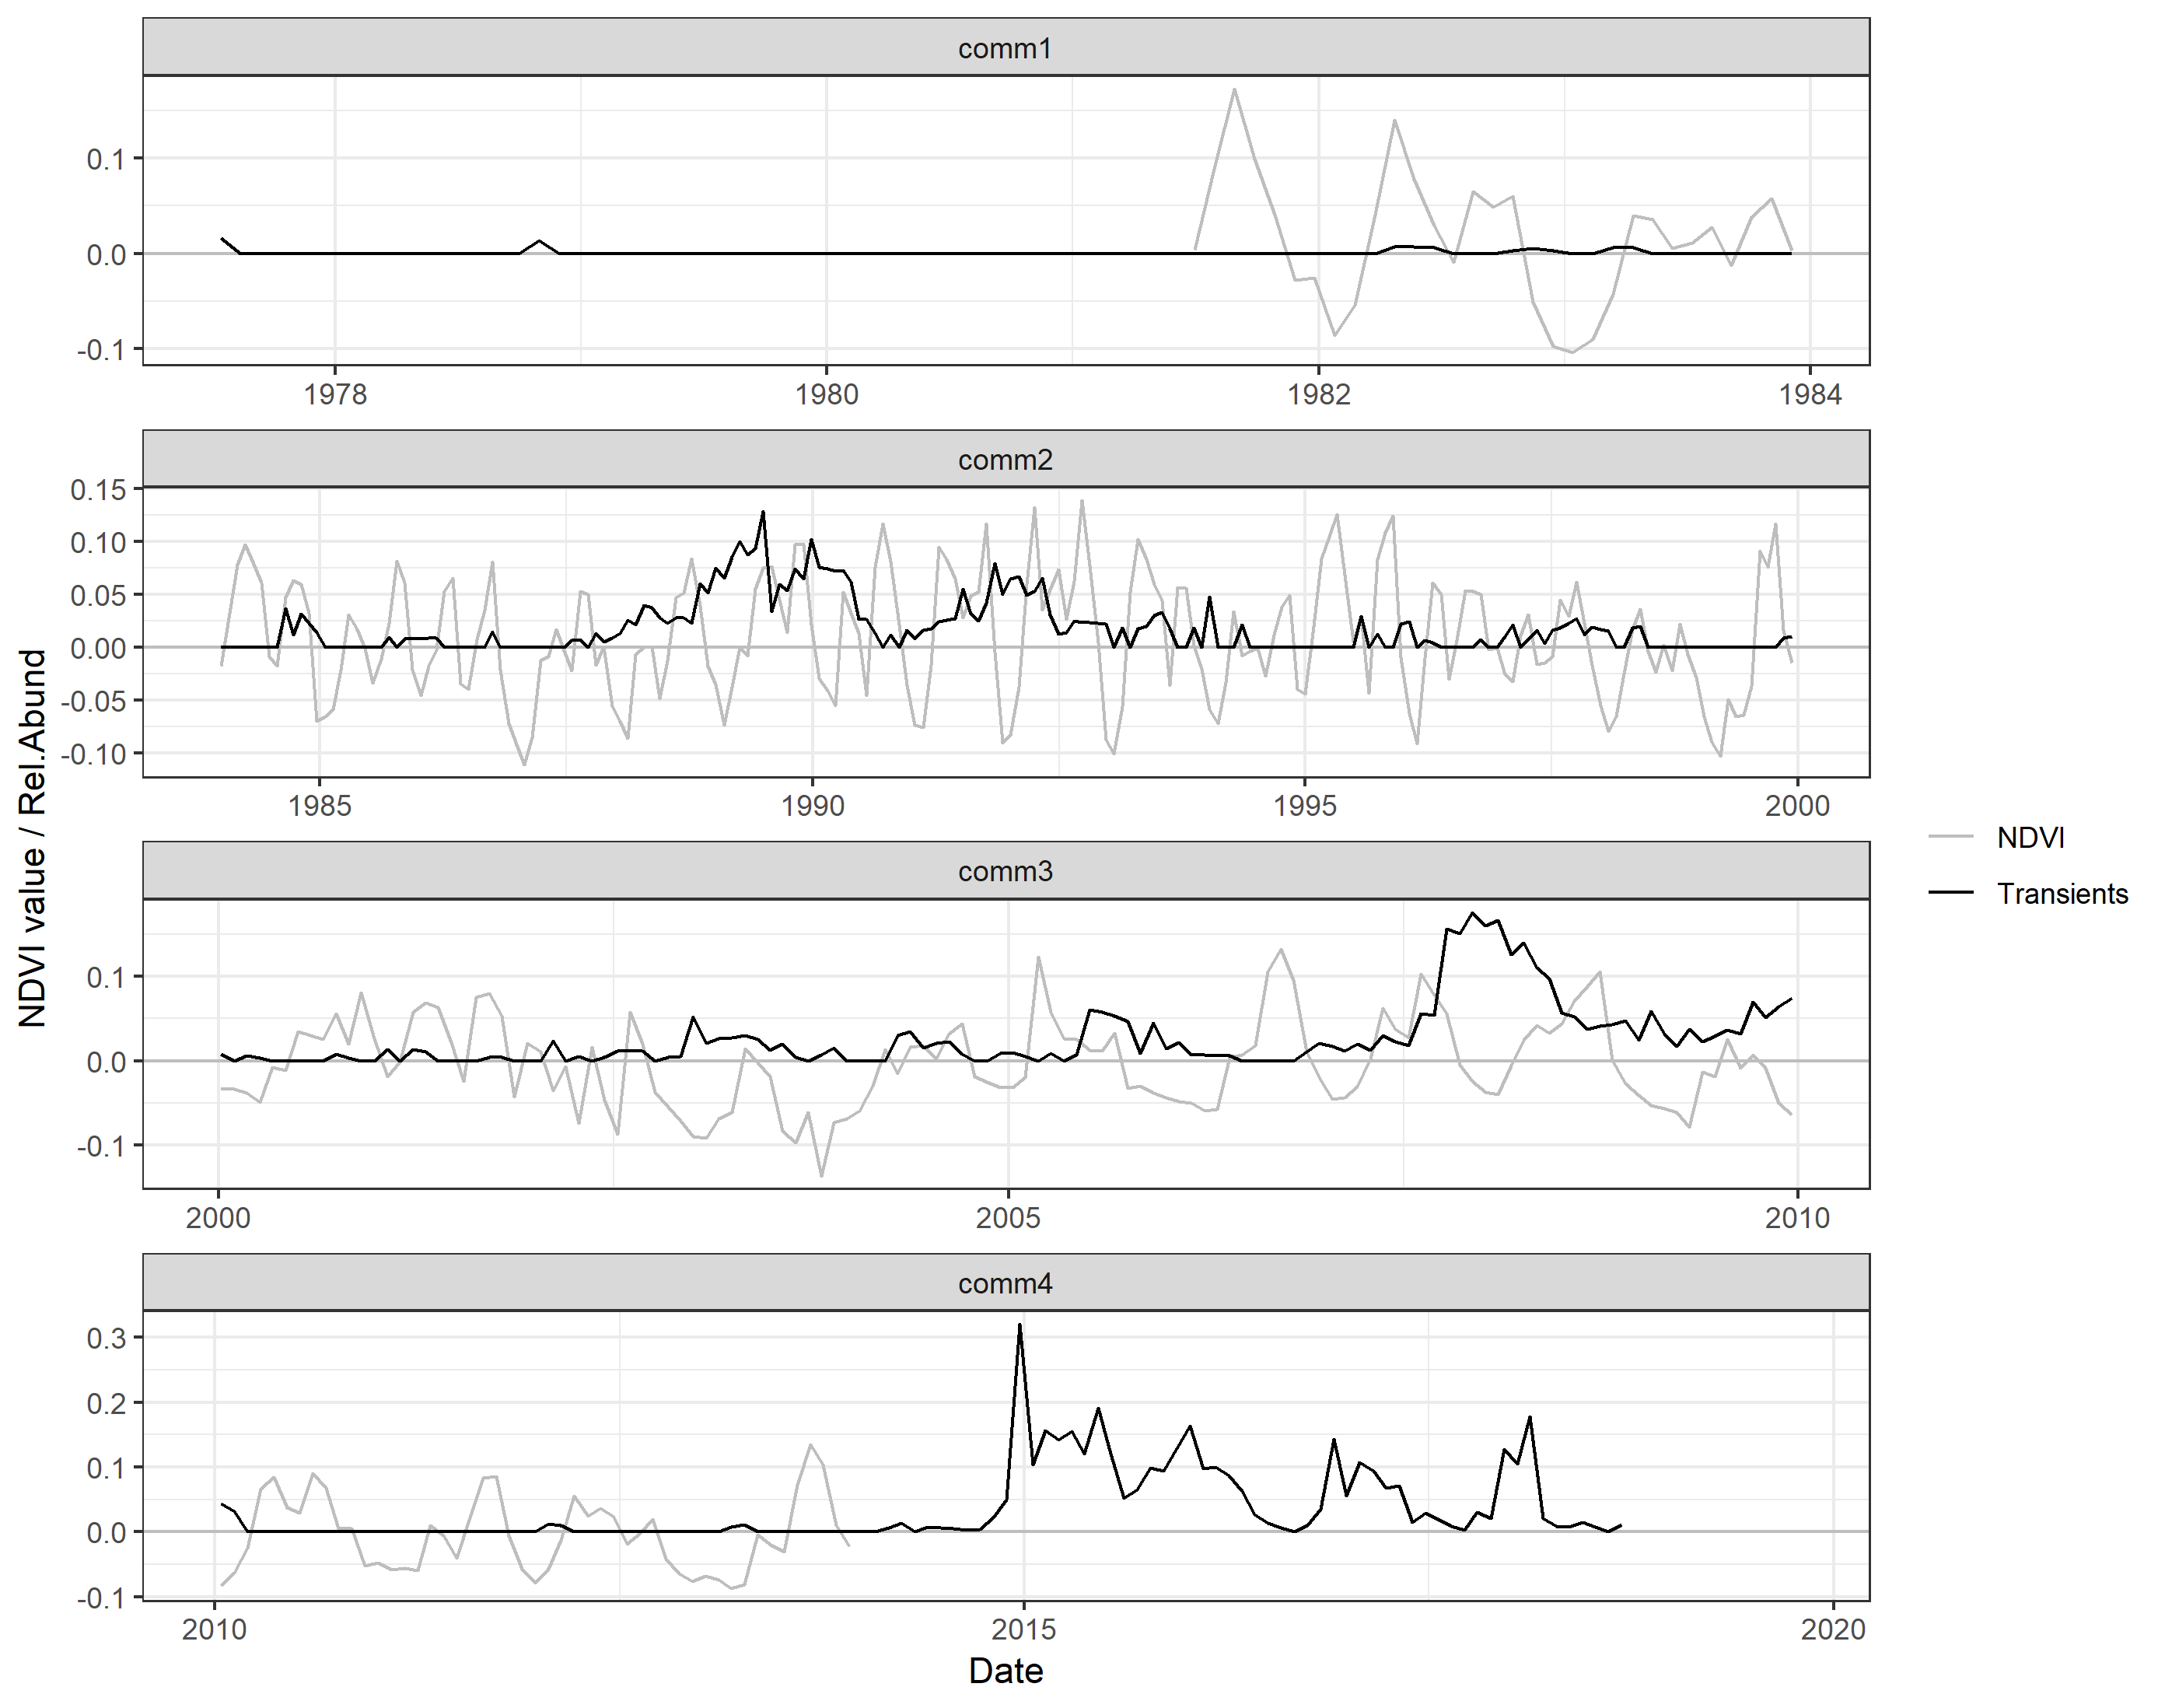 comm1
0.1
0.0
-0.1
1978 1980 1982 1984
comm2
0.15
0.10
0.05
0.00
-0.05
-0.10
1985 1990 1995 2000
comm3
0.1
0.0
-0.1
2000 2005 2010
comm4
0.3
0.2
0.1
0.0
-0.1
2010 2015 2020
Date
NDVI value / Rel.Abund
NDVI
Transients